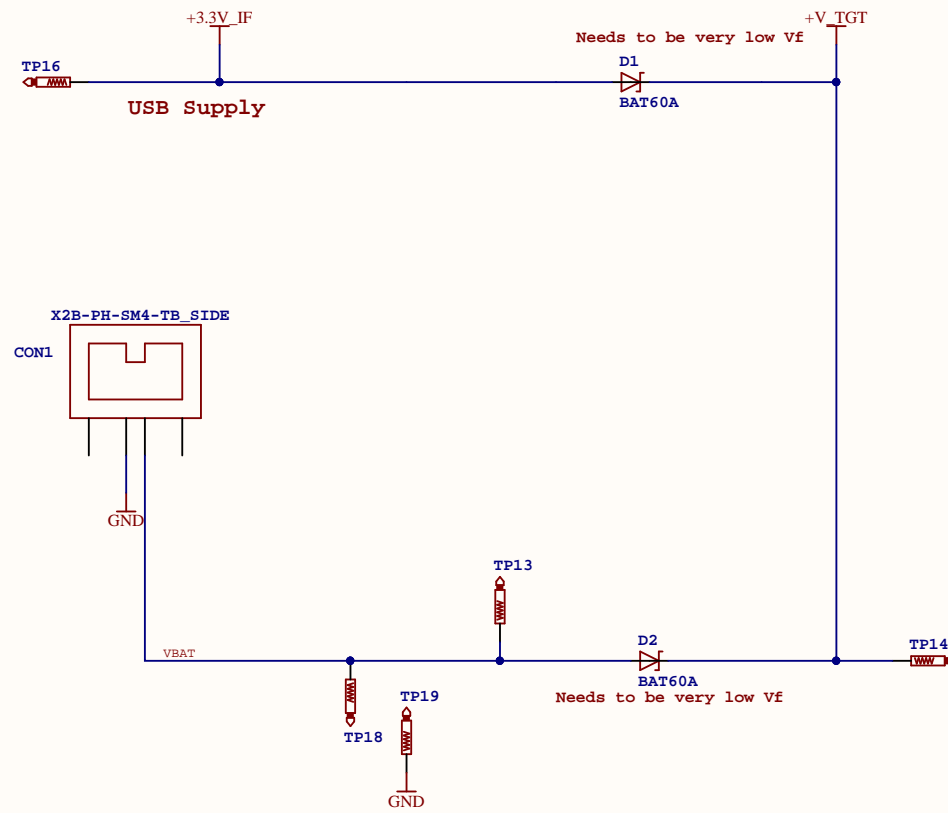 +3.3V_IF
+V_TGT
Needs to be very low Vf
TP16
D1
USB Supply
BAT60A
X2B-PH-SM4-TB_SIDE
CON1
GND
TP13
VBAT
D2
TP14
BAT60A
TP19
Needs to be very low Vf
TP18
GND